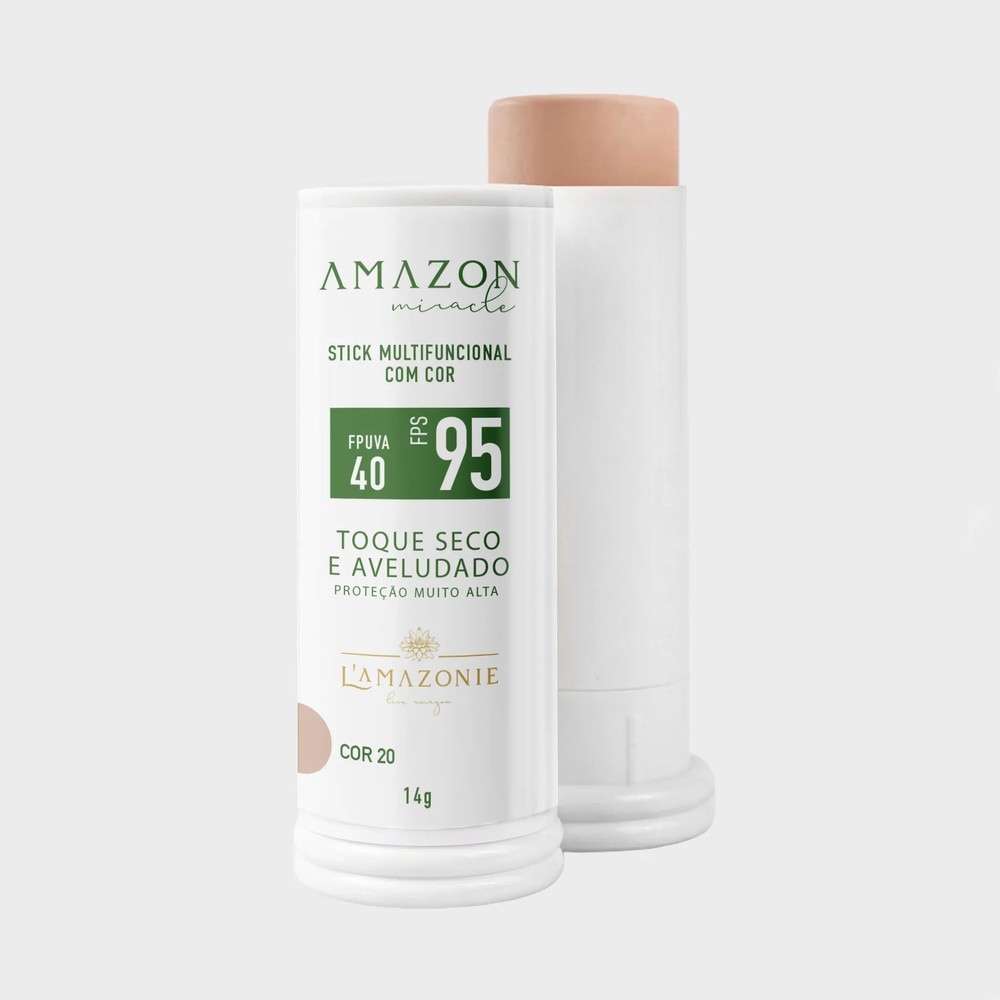 AMAZON
miracle
STICK MULTIFUNCIONAL
COM COR
FPUVA
40
FPS
95
TOQUE SECO
E AVELUDADO
PROTEÇÃO MUITO ALTA
L'AMAZONIE
COR 20
14g